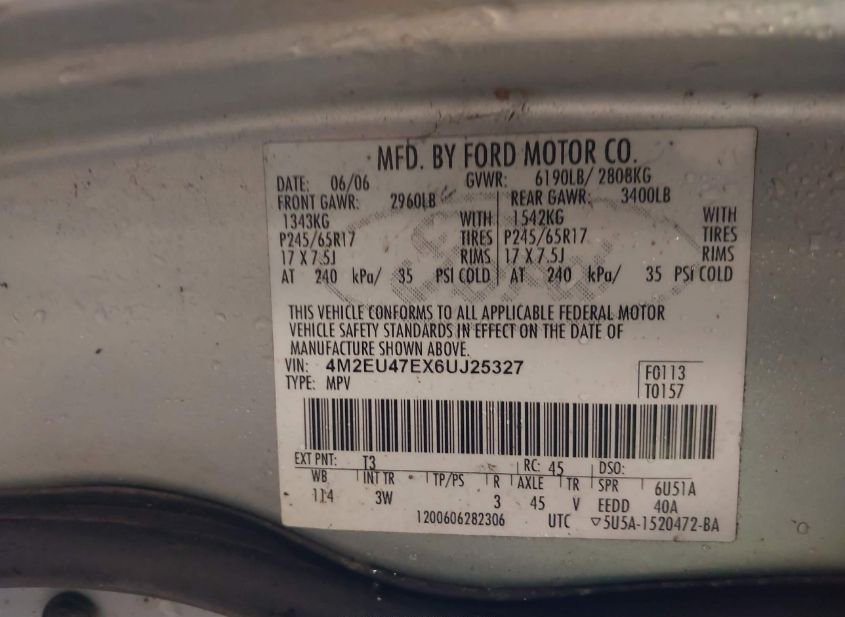 MFD. BY FORD MOTOR CO.
DATE: 06/06 GVWR: 6190LB/ 2808KG
FRONT GAWR: 2960LB REAR GAWR: 3400LB
1343KG WITH 1542KG WITH
P245/65R17 TIRES P245/65R17 TIRES
17 X 7.5J RIMS 17 X 7.5J RIMS
AT 240 kPa/ 35 PSI COLD AT 240 kPa/ 35 PSI COLD
THIS VEHICLE CONFORMS TO ALL APPLICABLE FEDERAL MOTOR
VEHICLE SAFETY STANDARDS IN EFFECT ON THE DATE OF
MANUFACTURE SHOWN ABOVE.
VIN: 4M2EU47EX6UJ25327 F0113
TYPE: MPV T0157
EXT PNT: T3 RC: 45 DSO:
WB INT TR TP/PS R AXLE TR SPR 6U51A
114 3W 3 45 V EEDD 40A
1200606282306 UTC ▽5U5A-1520472-BA